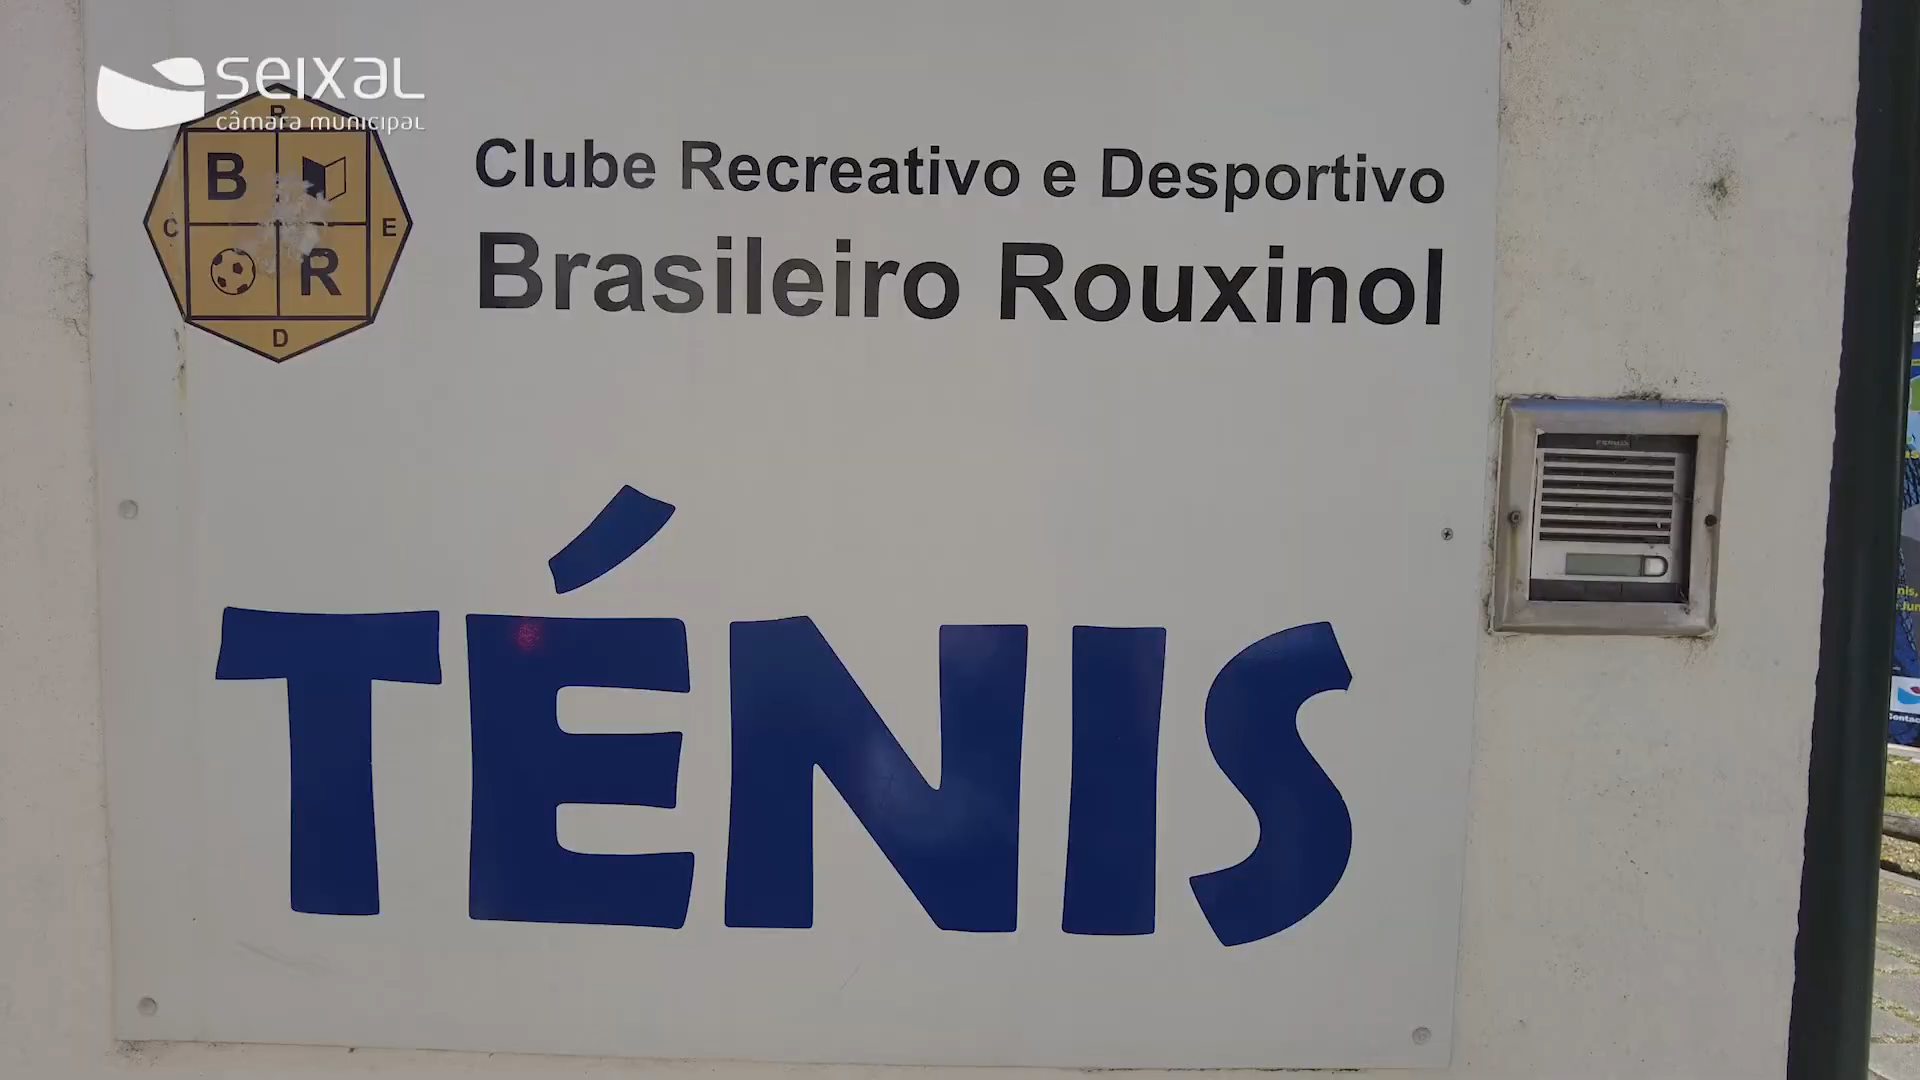 seixal
câmara municipal
B
C
E
R
D
Clube Recreativo e Desportivo
Brasileiro Rouxinol
TÉNIS